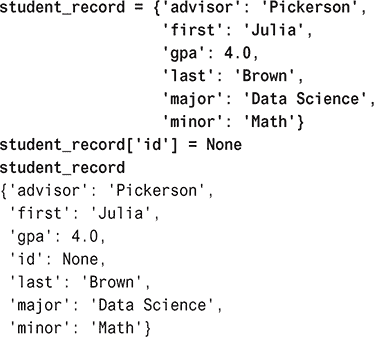 student_record = {'advisor': 'Pickerson',
                  'first': 'Julia',
                  'gpa': 4.0,
                  'last': 'Brown',
                  'major': 'Data Science',
                  'minor': 'Math'}
student_record['id'] = None
student_record
{'advisor': 'Pickerson',
 'first': 'Julia',
 'gpa': 4.0,
 'id': None,
 'last': 'Brown',
 'major': 'Data Science',
 'minor': 'Math'}